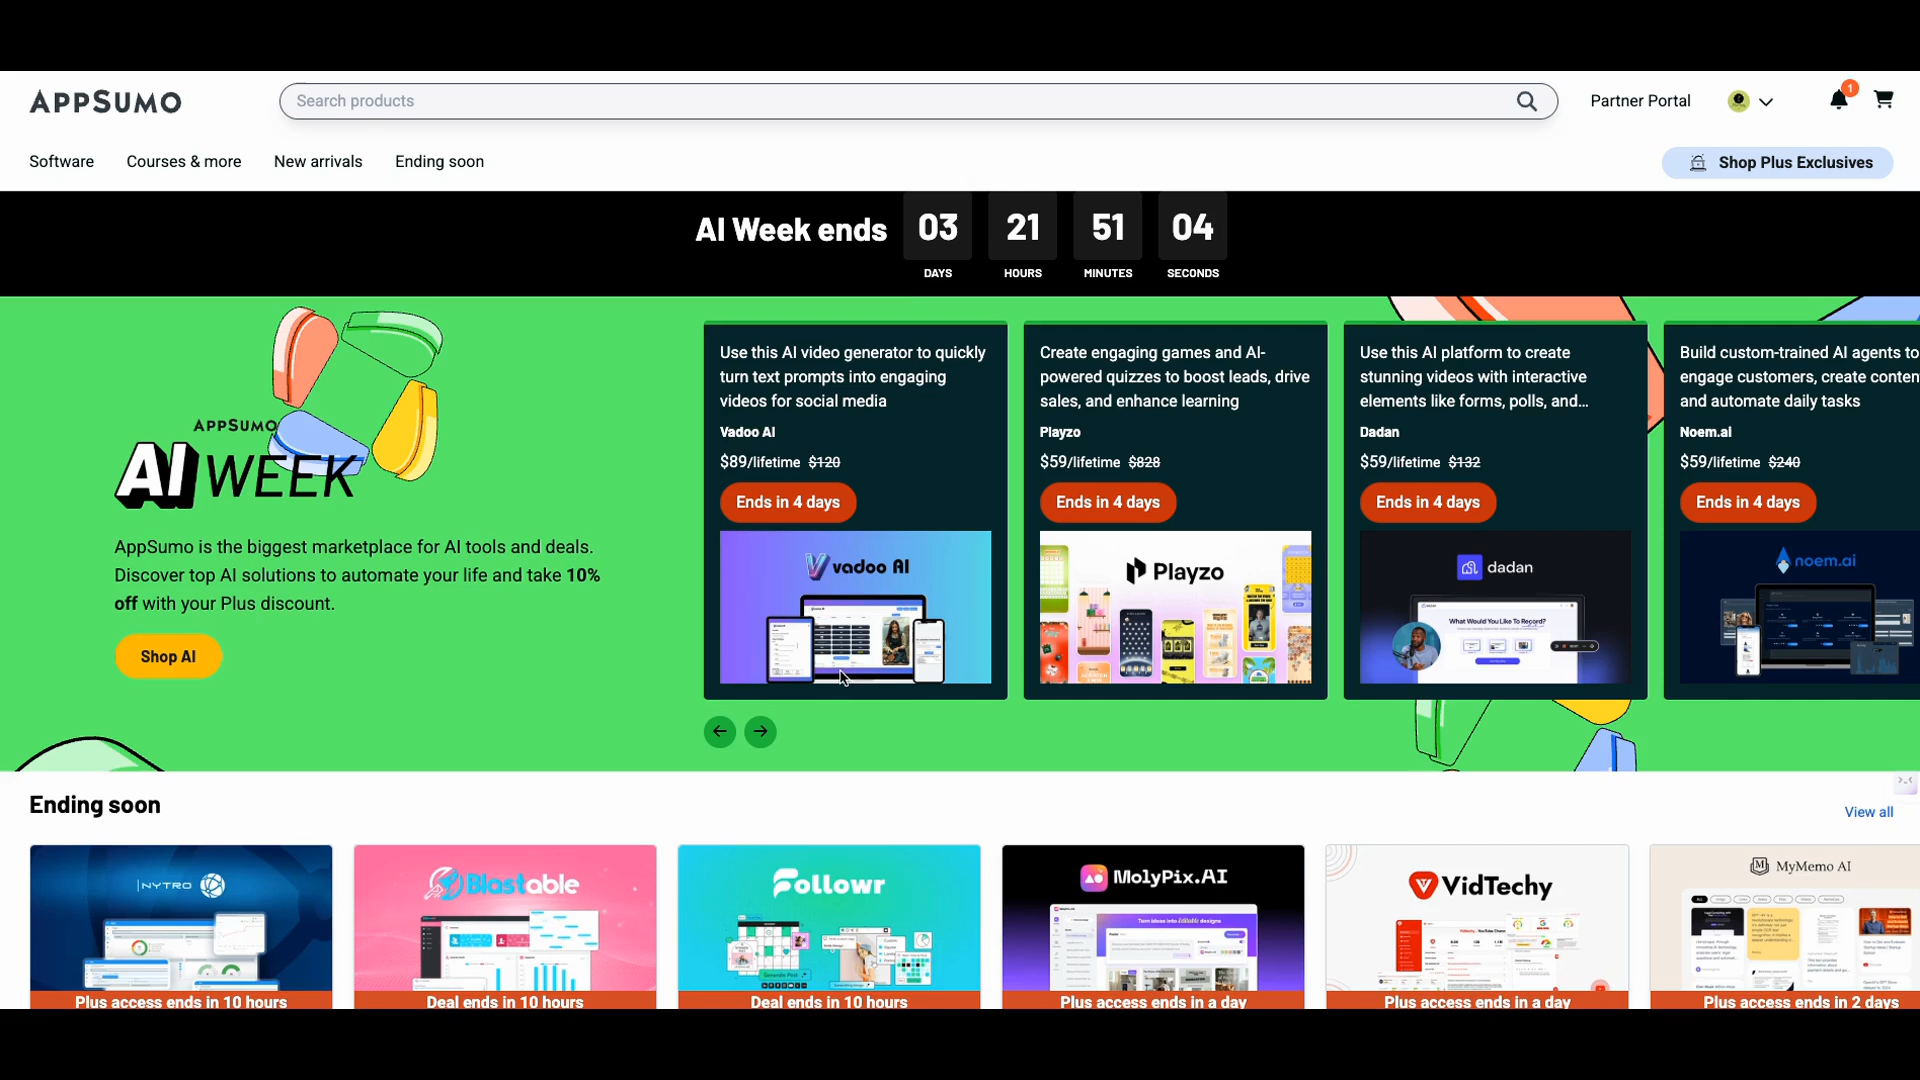 APPSUMO
Search products
Partner Portal
1
Software
Courses & more
New arrivals
Ending soon
Shop Plus Exclusives
AI Week ends
03
21
51
04
DAYS
HOURS
MINUTES
SECONDS
APPSUMO
AI WEEK
AppSumo is the biggest marketplace for AI tools and deals.
Discover top AI solutions to automate your life and take 10%
off with your Plus discount.
Shop AI
Use this AI video generator to quickly
turn text prompts into engaging
videos for social media
Vadoo AI
$89/lifetime $120
Ends in 4 days
vadoo AI
Create engaging games and AI-
powered quizzes to boost leads, drive
sales, and enhance learning
Playzo
$59/lifetime $828
Ends in 4 days
Playzo
Use this AI platform to create
stunning videos with interactive
elements like forms, polls, and...
Dadan
$59/lifetime $132
Ends in 4 days
dadan
What Would You Like To Record?
Build custom-trained AI agents to
engage customers, create conten
and automate daily tasks
Noem.ai
$59/lifetime $240
Ends in 4 days
noem.ai
Ending soon
View all
NYTRO
Plus access ends in 10 hours
Blastable
Deal ends in 10 hours
Followr
Generate Post
Deal ends in 10 hours
MolyPix.AI
Turn ideas into Editable designs
Plus access ends in a day
VidTechy
Plus access ends in a day
MyMemo AI
Plus access ends in 2 days